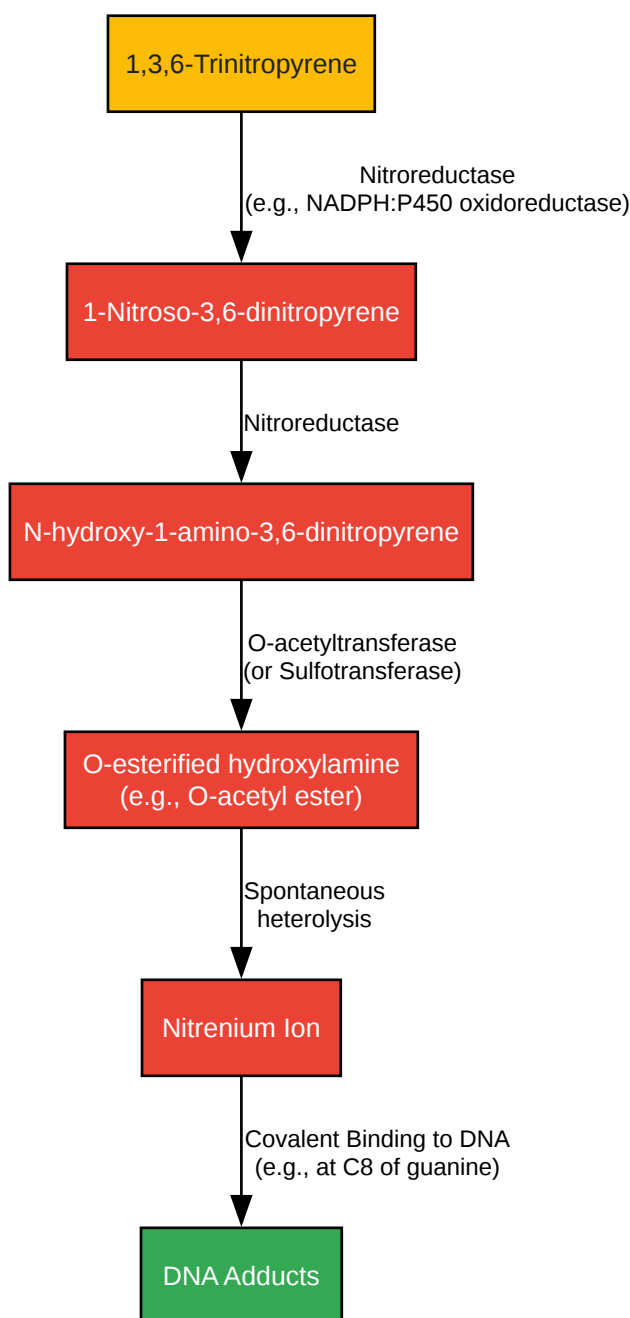 1,3,6-Trinitropyrene
Nitroreductase
(e.g., NADPH:P450 oxidoreductase)
1-Nitroso-3,6-dinitropyrene
Nitroreductase
N-hydroxy-1-amino-3,6-dinitropyrene
O-acetyltransferase
(or Sulfotransferase)
O-esterified hydroxylamine
(e.g., O-acetyl ester)
Spontaneous
heterolysis
Nitrenium Ion
Covalent Binding to DNA
(e.g., at C8 of guanine)
DNA Adducts